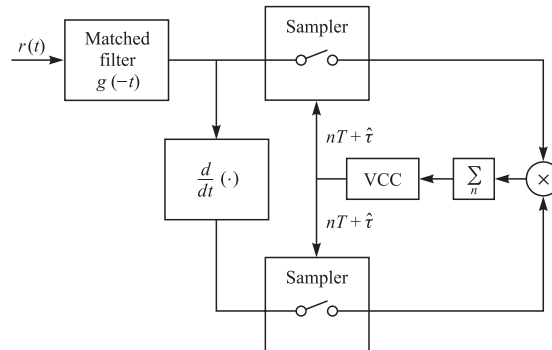 r(t)
Matched
filter
g(−t)
Sampler
nT + τ̂
d/dt (·)
VCC
∑
n
×
nT + τ̂
Sampler